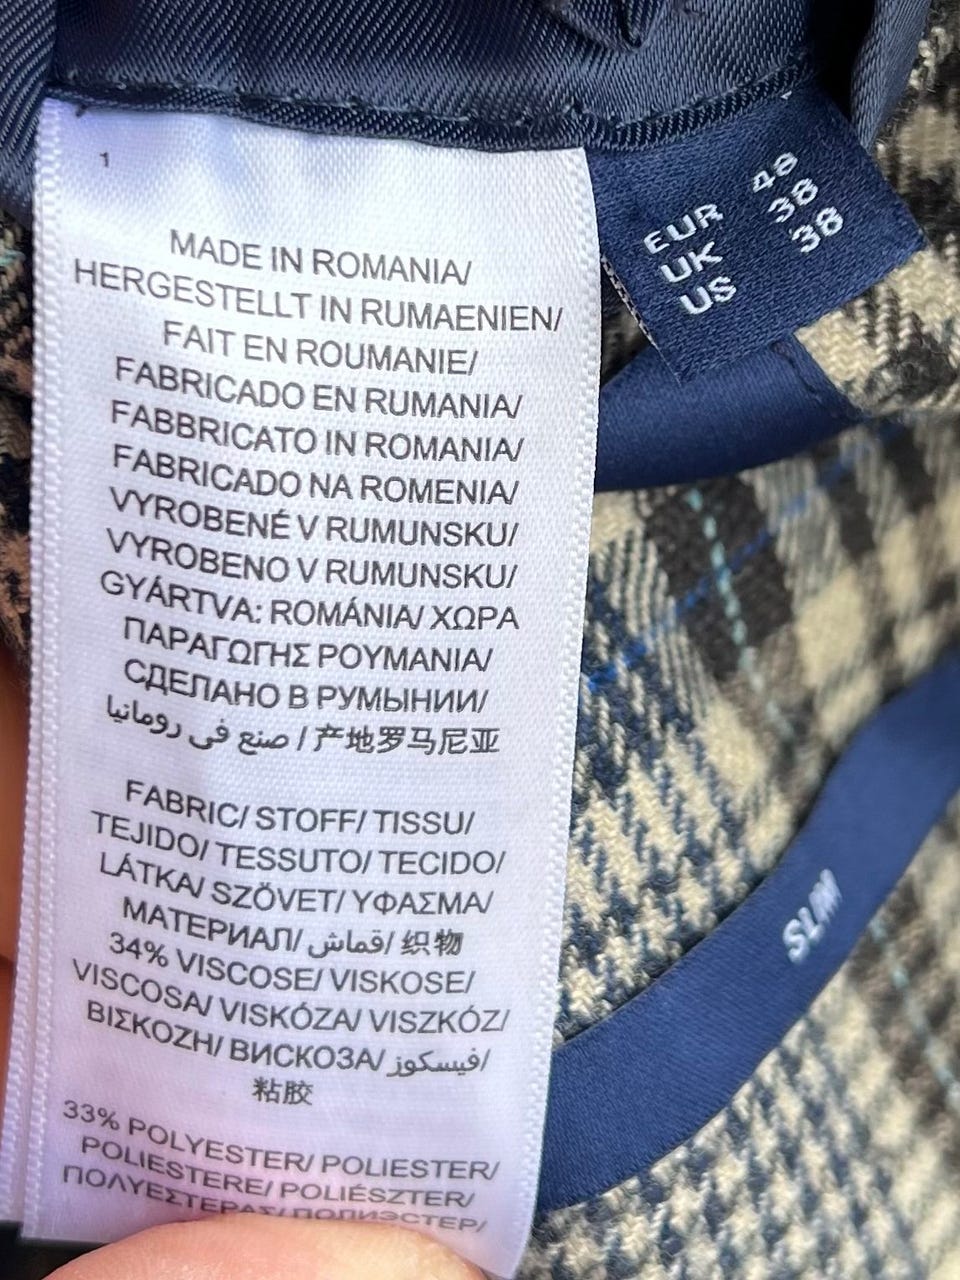 1
MADE IN ROMANIA/
HERGESTELLT IN RUMAENIEN/
FAIT EN ROUMANIE/
FABRICADO EN RUMANIA/
FABBRICATO IN ROMANIA/
FABRICADO NA ROMENIA/
VYROBENÉ V RUMUNSKU/
VYROBENO V RUMUNSKU/
GYÁRTVA: ROMÁNIA/ ΧΩΡΑ
ΠΑΡΑΓΩΓΗΣ ΡΟΥΜΑΝΙΑ/
СДЕЛАНО В РУМЫНИИ/
صنع في رومانيا / 产地罗马尼亚
FABRIC/ STOFF/ TISSU/
TEJIDO/ TESSUTO/ TECIDO/
LÁTKA/ SZÖVET/ ΥΦΑΣΜΑ/
МАТЕРИАЛ/ قماش/ 织物
34% VISCOSE/ VISKOSE/
VISCOSA/ VISKÓZA/ VISZKÓZ/
ΒΙΣΚΟΖΗ/ ВИСКОЗА/ فيسكوز/
粘胶
33% POLYESTER/ POLIESTER/
POLIESTERE/ POLIÉSZTER/
ΠΟΛΥΕΣΤΕΡΑΣ/ ПОЛИЭСТЕР/
EUR 48
UK 38
US 38
SLIM